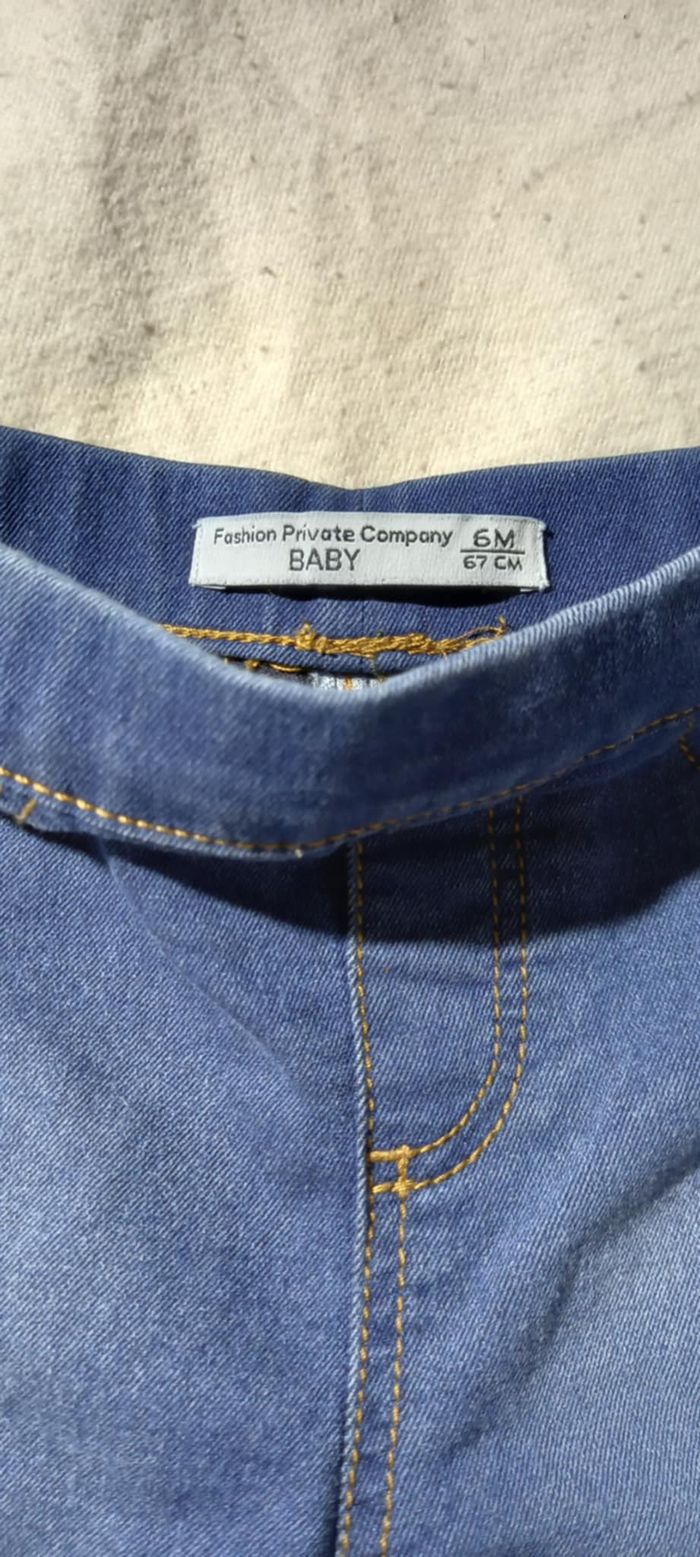 Fashion Private Company
BABY
6M
67 CM